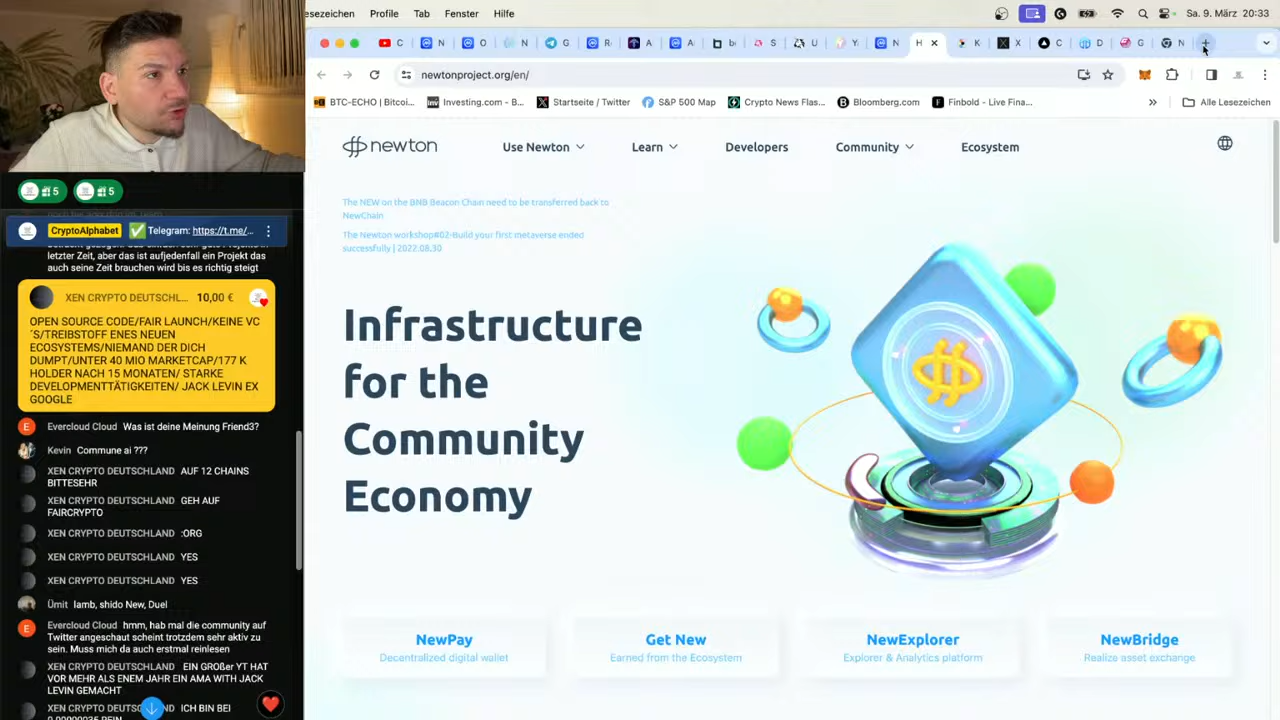 esezeichen Profile Tab Fenster Hilfe
Sa. 9. März 20:33
newtonproject.org/en/
BTC-ECHO | Bitcoi...
Investing.com - B...
Startseite / Twitter
S&P 500 Map
Crypto News Flas...
Bloomberg.com
Finbold - Live Fina...
Alle Lesezeichen
newton
Use Newton
Learn
Developers
Community
Ecosystem
The NEW on the BNB Beacon Chain need to be transferred back to
NewChain
The Newton workshop#02-Build your first metaverse ended
successfully | 2022.08.30
Infrastructure
for the
Community
Economy
NewPay
Decentralized digital wallet
Get New
Earned from the Ecosystem
NewExplorer
Explorer & Analytics platform
NewBridge
Realize asset exchange
5
5
CryptoAlphabet Telegram: https://t.me/...
letzter Zeit, aber das ist aufjedenfall ein Projekt das
auch seine Zeit brauchen wird bis es richtig steigt
XEN CRYPTO DEUTSCHL... 10,00 €
OPEN SOURCE CODE/FAIR LAUNCH/KEINE VC
´S/TREIBSTOFF ENES NEUEN
ECOSYSTEMS/NIEMAND DER DICH
DUMPT/UNTER 40 MIO MARKETCAP/177 K
HOLDER NACH 15 MONATEN/ STARKE
DEVELOPMENTTÄTIGKEITEN/ JACK LEVIN EX
GOOGLE
Evercloud Cloud Was ist deine Meinung Friend3?
Kevin Commune ai ???
XEN CRYPTO DEUTSCHLAND AUF 12 CHAINS
BITTESEHR
XEN CRYPTO DEUTSCHLAND GEH AUF
FAIRCRYPTO
XEN CRYPTO DEUTSCHLAND :ORG
XEN CRYPTO DEUTSCHLAND YES
XEN CRYPTO DEUTSCHLAND YES
Ümit lamb, shido New, Duel
Evercloud Cloud hmm, hab mal die community auf
Twitter angeschaut scheint trotzdem sehr aktiv zu
sein. Muss mich da auch erstmal reinlesen
XEN CRYPTO DEUTSCHLAND EIN GROßer YT HAT
VOR MEHR ALS ENEM JAHR EIN AMA WITH JACK
LEVIN GEMACHT
XEN CRYPTO DEUTSCHLAND ICH BIN BEI